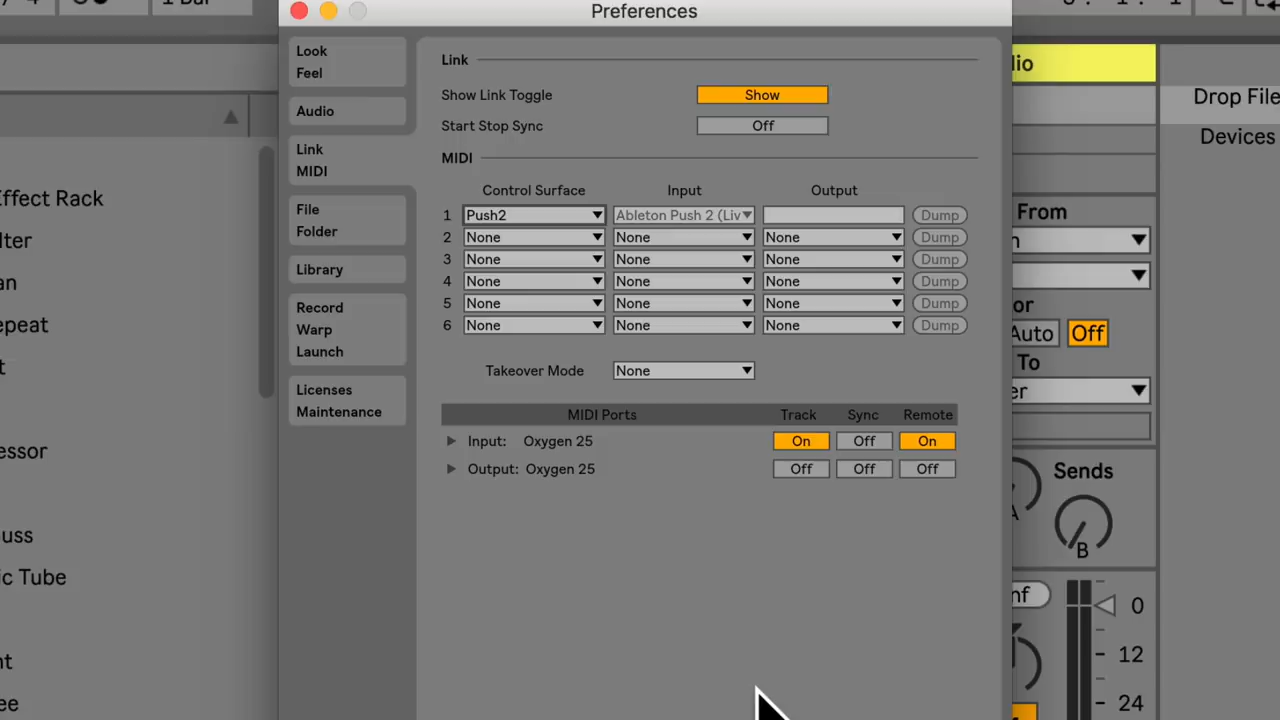 1 Bar
Preferences
Look
Feel
Audio
Link
MIDI
File
Folder
Library
Record
Warp
Launch
Licenses
Maintenance
Link
Show Link Toggle Show
Start Stop Sync Off
MIDI
Control Surface Input Output
1 Push2 Ableton Push 2 (Liv Dump
2 None None None Dump
3 None None None Dump
4 None None None Dump
5 None None None Dump
6 None None None Dump
Takeover Mode None
MIDI Ports Track Sync Remote
Input: Oxygen 25 On Off On
Output: Oxygen 25 Off Off Off
Effect Rack
lter
an
epeat
t
essor
uss
ic Tube
nt
ee
dio
Drop File
Devices
From
n
or
Auto Off
To
er
Sends
A
B
nf
0
12
24